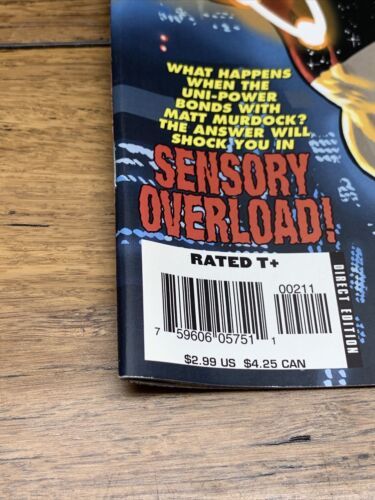 WHAT HAPPENS
WHEN THE
UNI-POWER
BONDS WITH
MATT MURDOCK?
THE ANSWER WILL
SHOCK YOU IN
SENSORY
OVERLOAD!
RATED T+
00211
7 59606 05751 1
$2.99 US $4.25 CAN
DIRECT EDITION